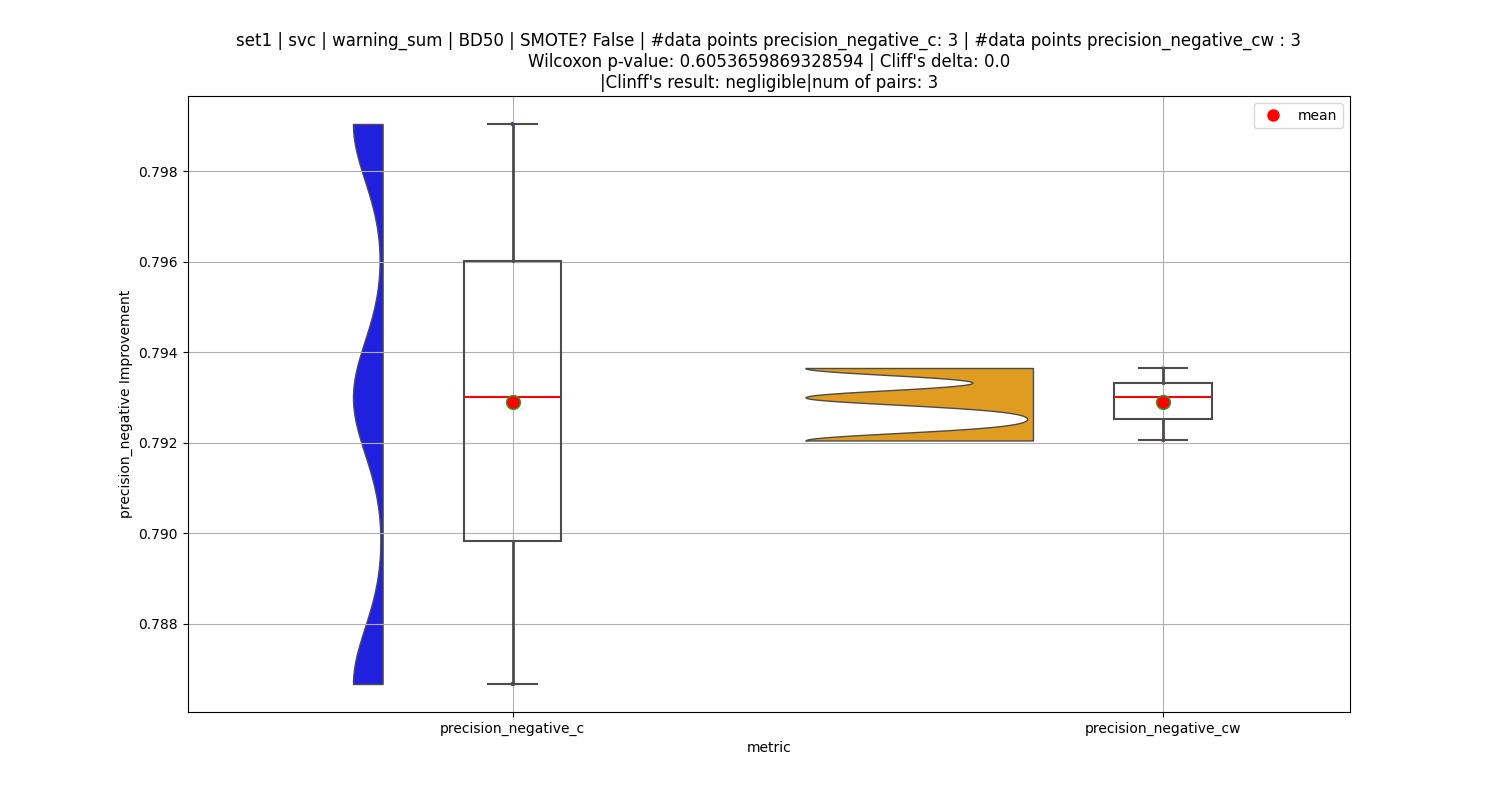 set1 | svc | warning_sum | BD50 | SMOTE? False | #data points precision_negative_c: 3 | #data points precision_negative_cw : 3
Wilcoxon p-value: 0.6053659869328594 | Cliff's delta: 0.0
|Clinff's result: negligible|num of pairs: 3
mean
0.798
0.796
0.794
0.792
0.790
0.788
precision_negative Improvement
precision_negative_c
precision_negative_cw
metric